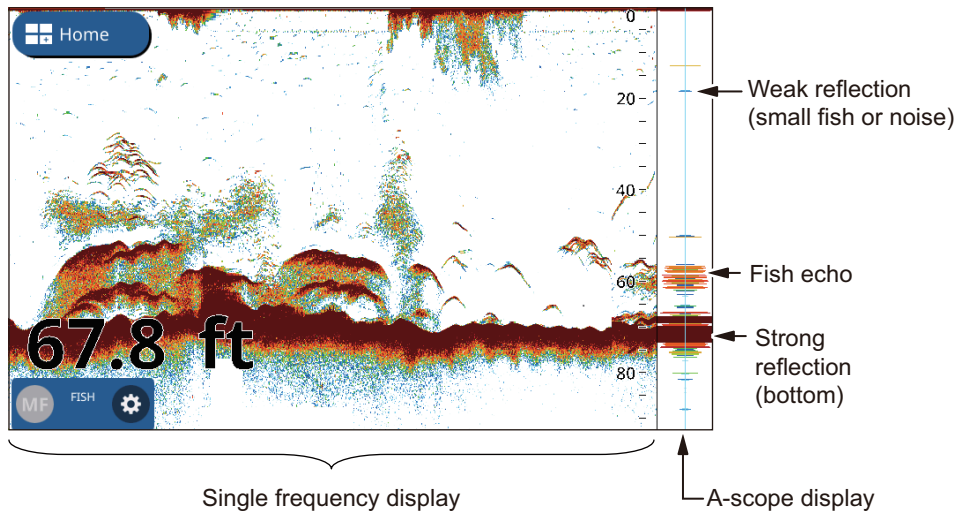 Home
0
20
40
60
80
67.8 ft
MF
FISH
Weak reflection
(small fish or noise)
Fish echo
Strong
reflection
(bottom)
Single frequency display
A-scope display